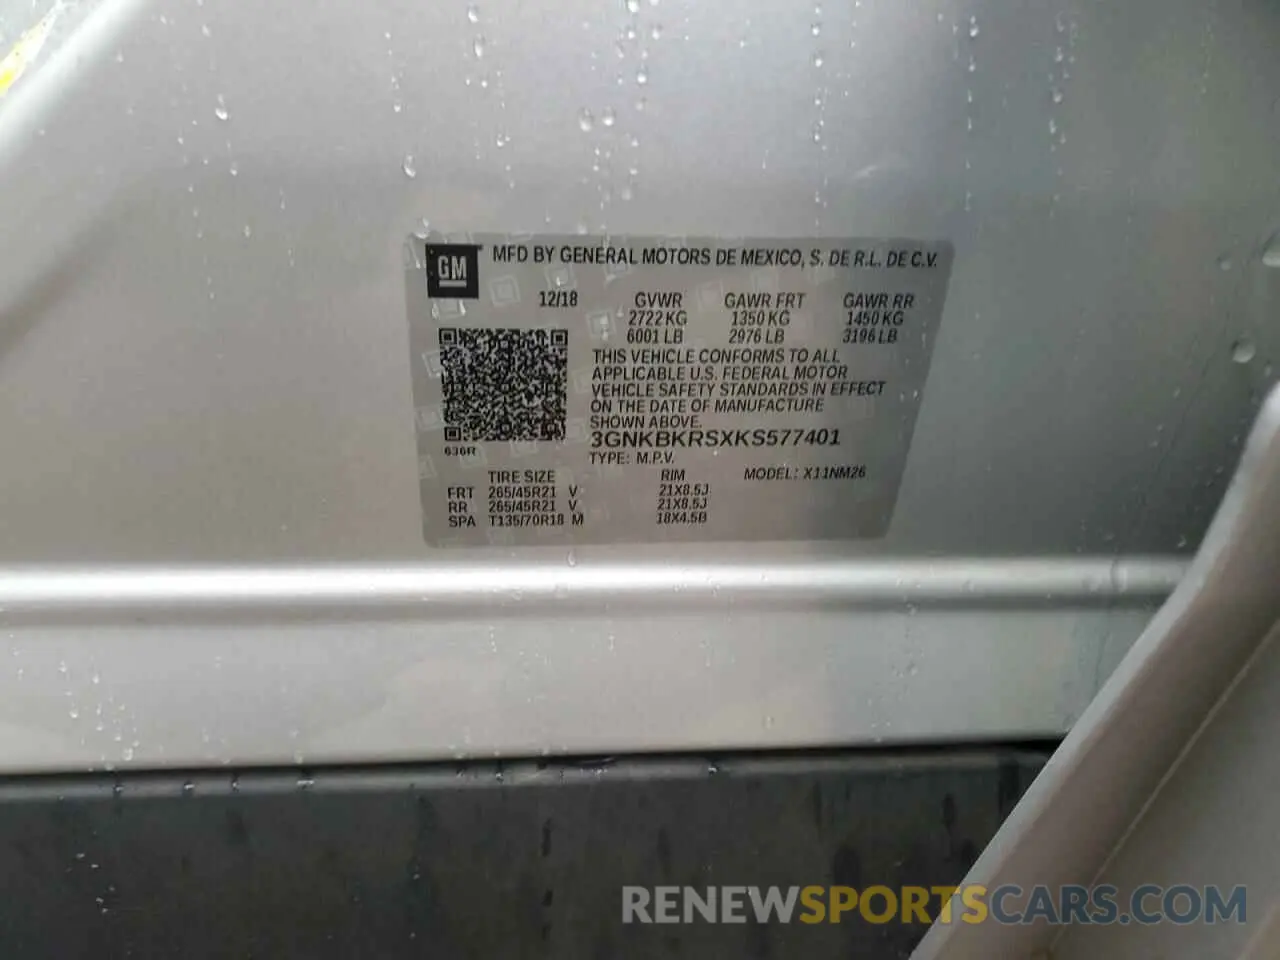 GM MFD BY GENERAL MOTORS DE MEXICO, S. DE R.L. DE C.V.
12/18 GVWR GAWR FRT GAWR RR
2722 KG 1350 KG 1450 KG
6001 LB 2976 LB 3196 LB
THIS VEHICLE CONFORMS TO ALL
APPLICABLE U.S. FEDERAL MOTOR
VEHICLE SAFETY STANDARDS IN EFFECT
ON THE DATE OF MANUFACTURE
SHOWN ABOVE.
3GNKBKRSXKS577401
636R
TYPE: M.P.V.
TIRE SIZE RIM MODEL: X11NM26
FRT 265/45R21 V 21X8.5J
RR 265/45R21 V 21X8.5J
SPA T135/70R18 M 18X4.5B
RENEWSPORTSCARS.COM